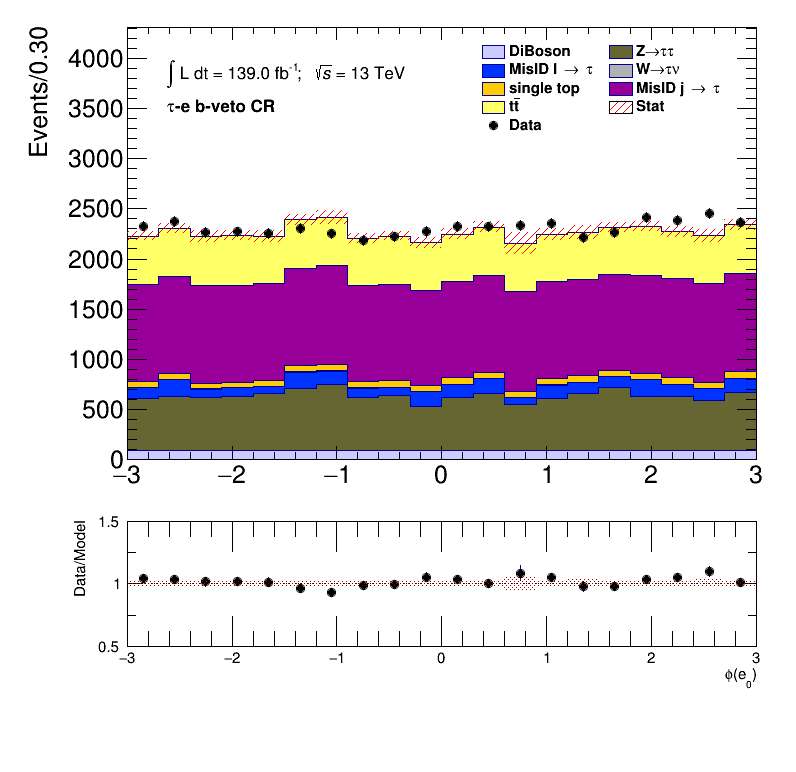 Events/0.30
4000
3500
3000
2500
2000
1500
1000
500
0
∫ L dt = 139.0 fb⁻¹; √s = 13 TeV
τ-e b-veto CR
DiBoson
Z→ττ
MisID l → τ
W→τν
single top
MisID j → τ
tt̄
Stat
Data
−3 −2 −1 0 1 2 3
Data/Model
1.5
1
0.5
−3 −2 −1 0 1 2 3
ϕ(e₀)